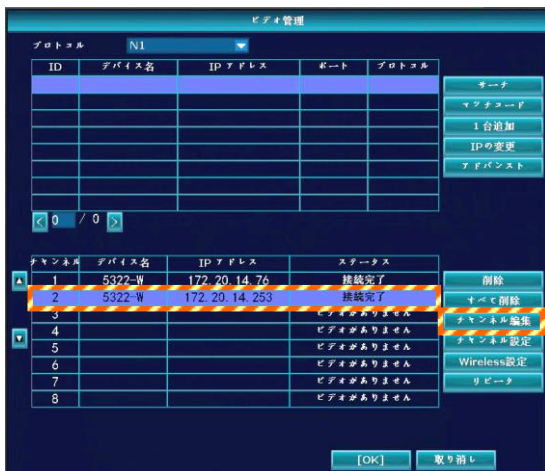 ビデオ管理
プロトコル N1
ID デバイス名 IP アドレス ポート プロトコル
サーチ
マッチコード
1 台追加
IPの変更
アドバンスト
0 / 0
チャンネル デバイス名 IP アドレス ステータス
1 5322-W 172.20.14.76 接続完了 削除
2 5322-W 172.20.14.253 接続完了 すべて削除
3 ビデオがありません チャンネル編集
4 ビデオがありません チャンネル設定
5 ビデオがありません
6 ビデオがありません Wireless設定
7 ビデオがありません リピータ
8 ビデオがありません
[OK] 取り消し